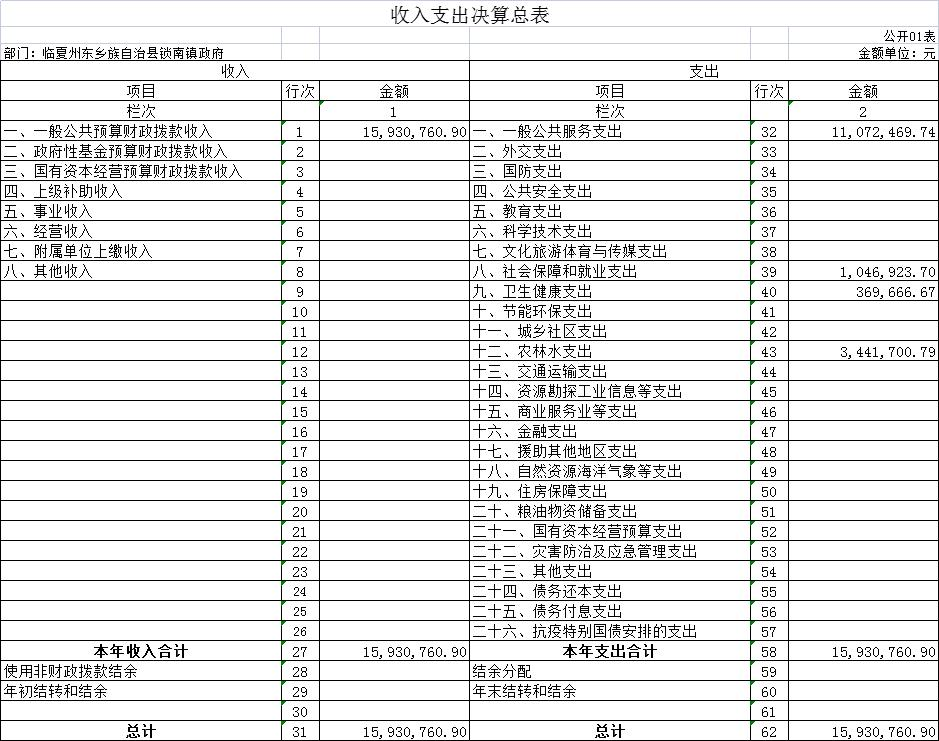 收入支出决算总表
公开01表
部门：临夏州东乡族自治县锁南镇政府 金额单位：元
收入 支出
项目 行次 金额 项目 行次 金额
栏次 1 栏次 2
一、一般公共预算财政拨款收入 1 15,930,760.90 一、一般公共服务支出 32 11,072,469.74
二、政府性基金预算财政拨款收入 2 二、外交支出 33
三、国有资本经营预算财政拨款收入 3 三、国防支出 34
四、上级补助收入 4 四、公共安全支出 35
五、事业收入 5 五、教育支出 36
六、经营收入 6 六、科学技术支出 37
七、附属单位上缴收入 7 七、文化旅游体育与传媒支出 38
八、其他收入 8 八、社会保障和就业支出 39 1,046,923.70
9 九、卫生健康支出 40 369,666.67
10 十、节能环保支出 41
11 十一、城乡社区支出 42
12 十二、农林水支出 43 3,441,700.79
13 十三、交通运输支出 44
14 十四、资源勘探工业信息等支出 45
15 十五、商业服务业等支出 46
16 十六、金融支出 47
17 十七、援助其他地区支出 48
18 十八、自然资源海洋气象等支出 49
19 十九、住房保障支出 50
20 二十、粮油物资储备支出 51
21 二十一、国有资本经营预算支出 52
22 二十二、灾害防治及应急管理支出 53
23 二十三、其他支出 54
24 二十四、债务还本支出 55
25 二十五、债务付息支出 56
26 二十六、抗疫特别国债安排的支出 57
本年收入合计 27 15,930,760.90 本年支出合计 58 15,930,760.90
使用非财政拨款结余 28 结余分配 59
年初结转和结余 29 年末结转和结余 60
30 61
总计 31 15,930,760.90 总计 62 15,930,760.90